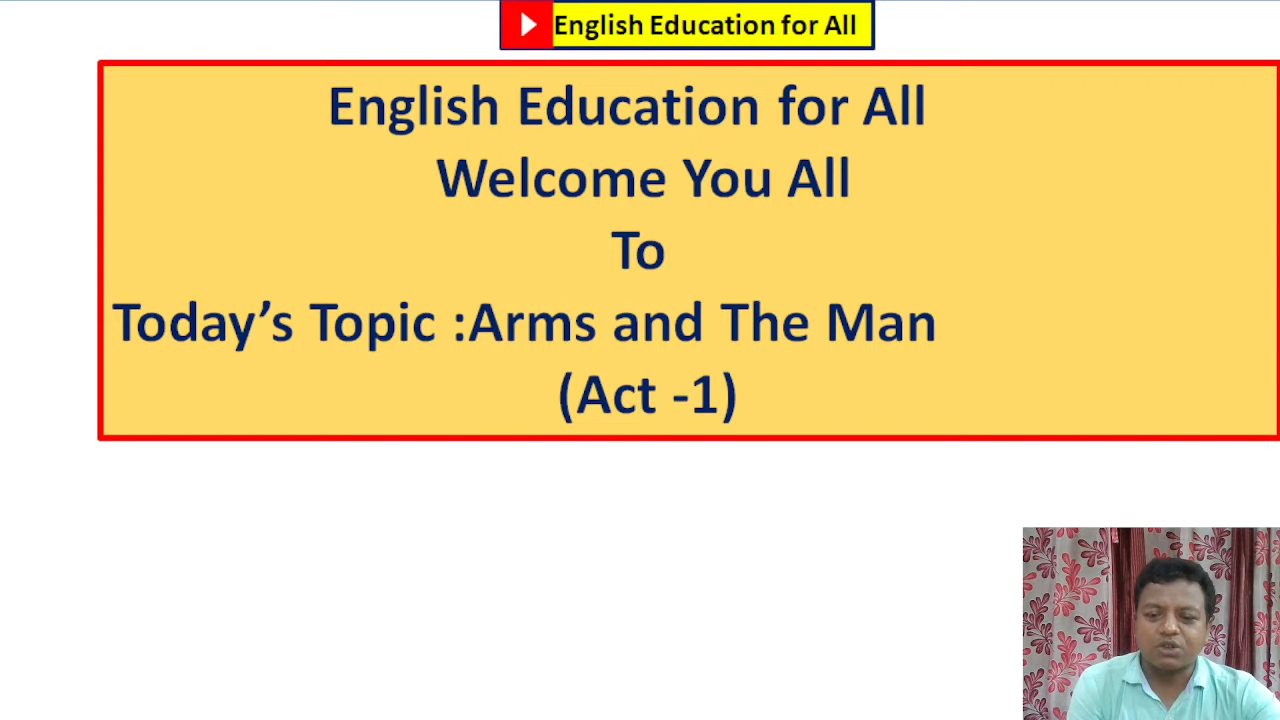 English Education for All
English Education for All
Welcome You All
To
Today’s Topic :Arms and The Man
(Act -1)